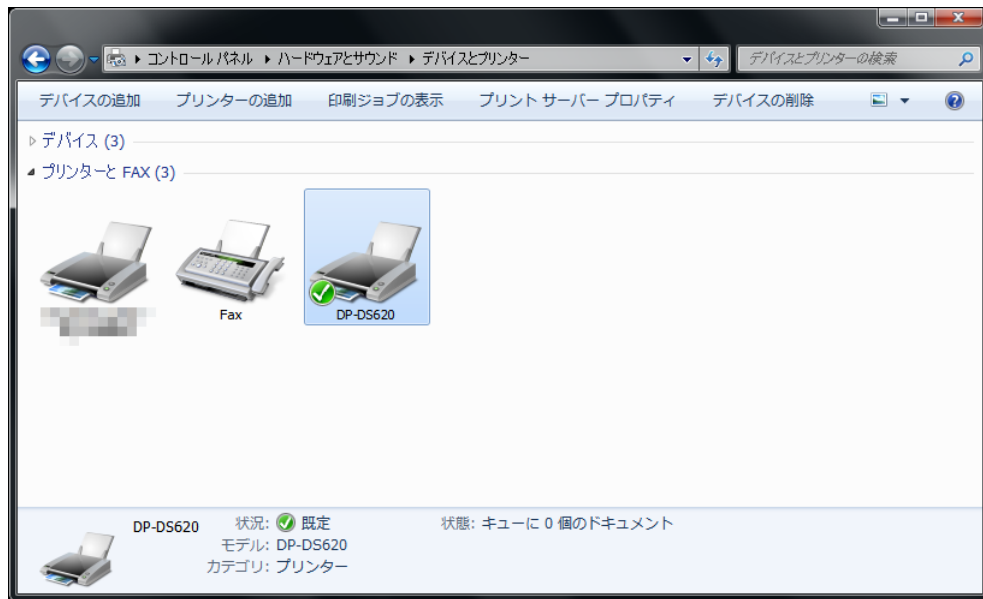 コントロール パネル ハードウェアとサウンド デバイスとプリンター デバイスとプリンターの検索
デバイスの追加 プリンターの追加 印刷ジョブの表示 プリント サーバー プロパティ デバイスの削除
デバイス (3)
プリンターと FAX (3)
Fax DP-DS620
DP-DS620 状況: 既定 状態: キューに 0 個のドキュメント
モデル: DP-DS620
カテゴリ: プリンター